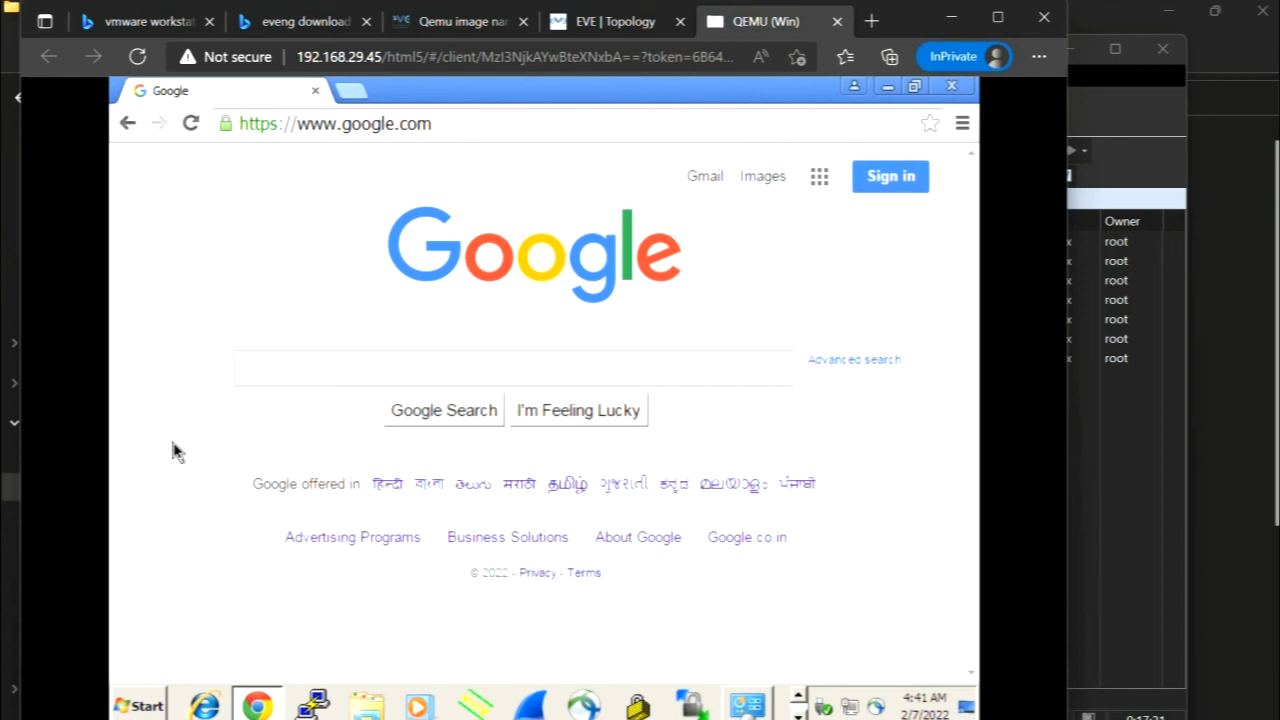 vmwareworksta
eveng download
Qemu image nar
EVE | Topology
QEMU (Win)
Not secure
192.168.29.45/html5/#/client/MzI3NjkAYwBteXNxbA==?token=6B64...
InPrivate
Google
https://www.google.com
Gmail Images
Sign in
Google
Advanced search
Google Search
I'm Feeling Lucky
Google offered in हिन्दी বাংলা తెలుగు मराठी தமிழ் ગુજરાતી ಕನ್ನಡ മലയാളം ਪੰਜਾਬੀ
Advertising Programs Business Solutions About Google Google.co.in
© 2022 - Privacy - Terms
Owner
x root
x root
x root
x root
x root
x root
x root
Start
4:41 AM
2/7/2022